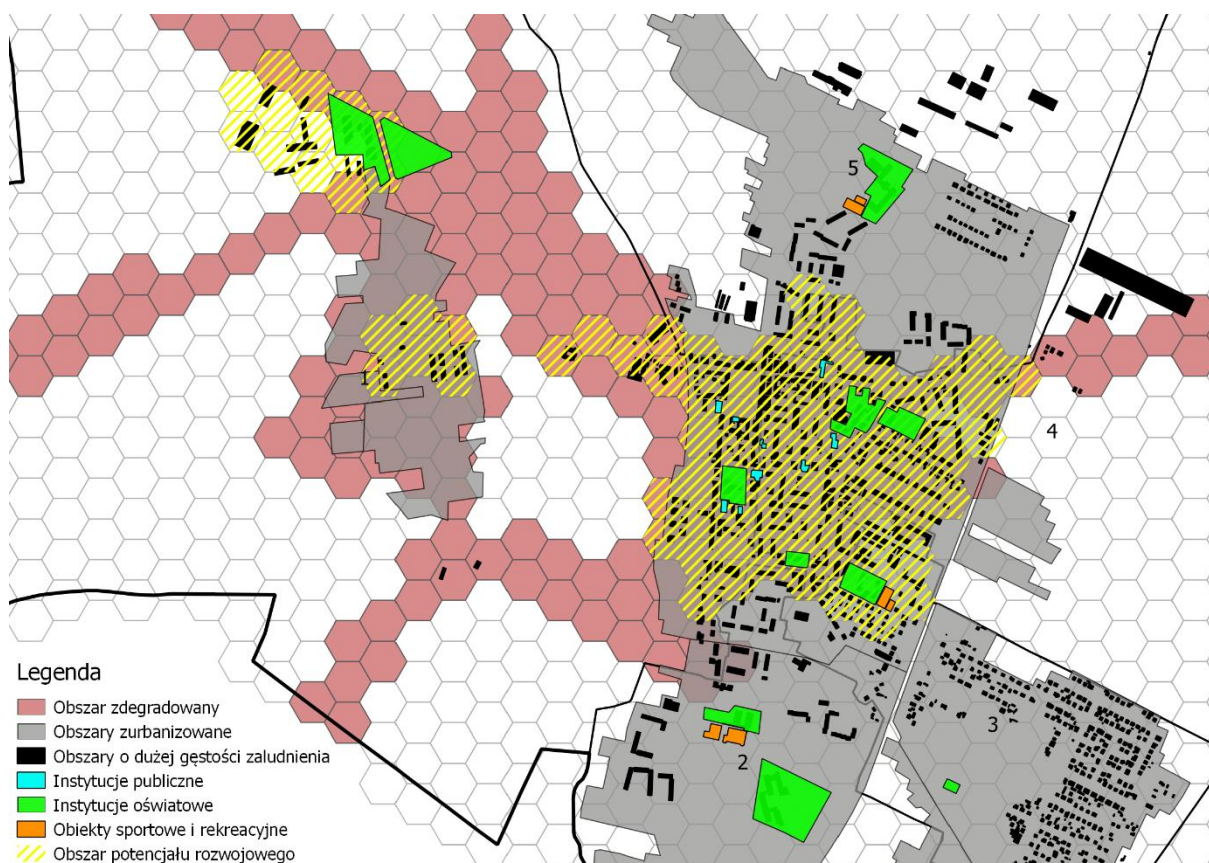 5
1
4
3
2
Legenda
Obszar zdegradowany
Obszary zurbanizowane
Obszary o dużej gęstości zaludnienia
Instytucje publiczne
Instytucje oświatowe
Obiekty sportowe i rekreacyjne
Obszar potencjału rozwojowego